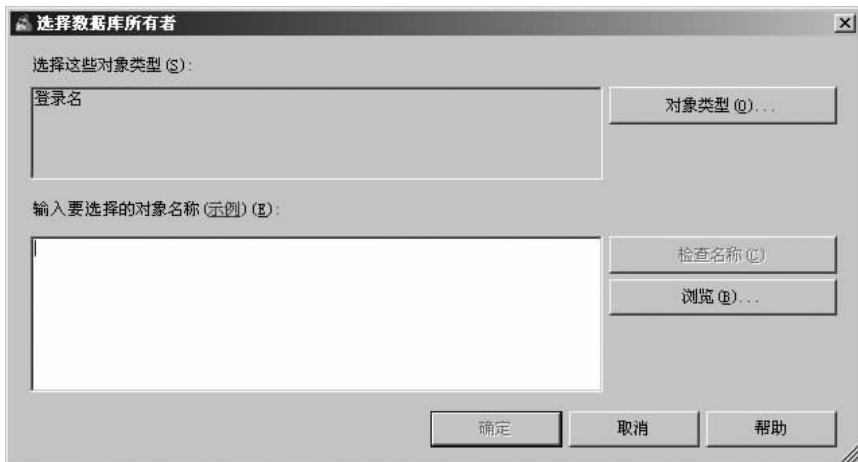 选择数据库所有者
选择这些对象类型(S):
登录名
对象类型(O)...
输入要选择的对象名称(示例)(E):
检查名称(C)
浏览(B)...
确定
取消
帮助